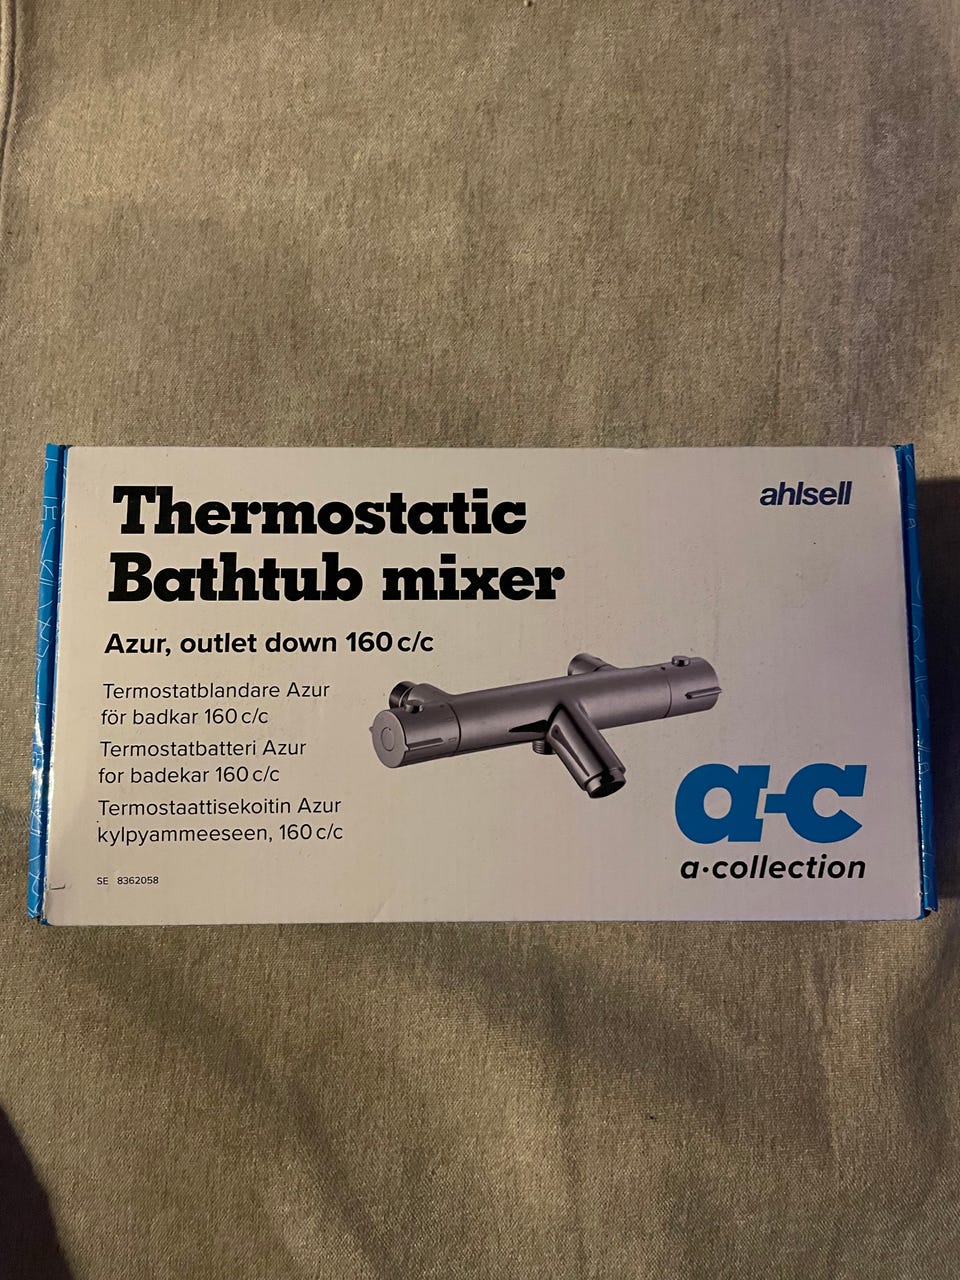 Thermostatic
Bathtub mixer
ahlsell
Azur, outlet down 160 c/c
Termostatblandare Azur
för badkar 160 c/c
Termostatbatteri Azur
for badekar 160 c/c
Termostaattisekoitin Azur
kylpyammeeseen, 160 c/c
SE 8362058
a-c
a·collection